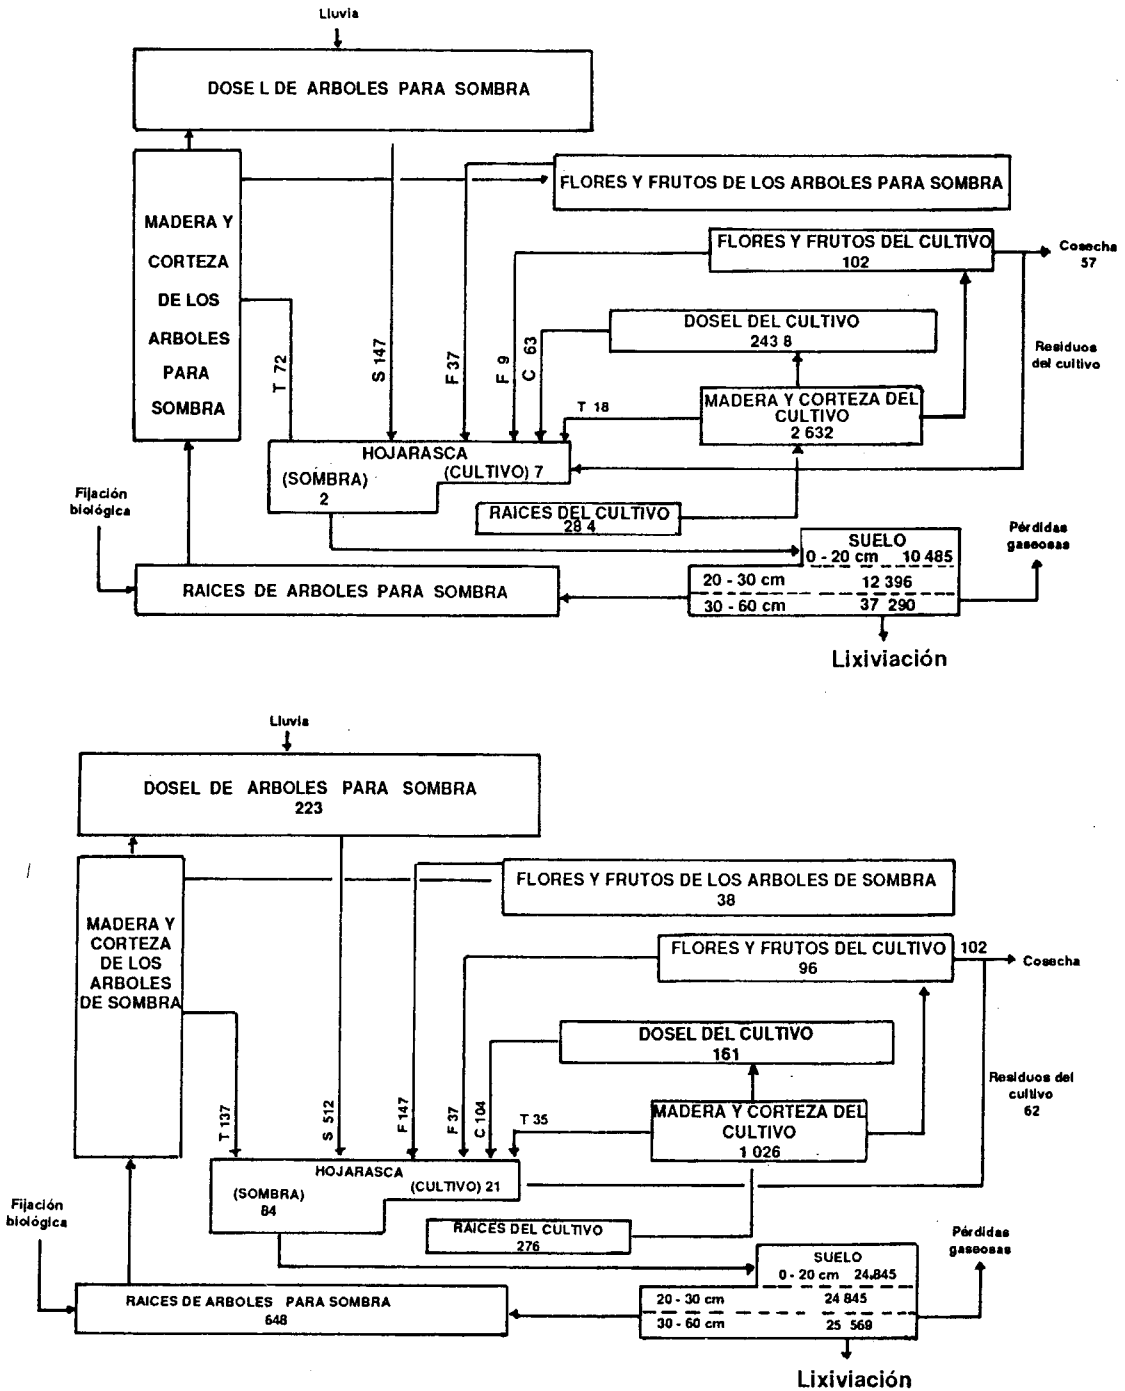 Lluvia
DOSE L DE ARBOLES PARA SOMBRA
FLORES Y FRUTOS DE LOS ARBOLES PARA SOMBRA
MADERA Y
CORTEZA
DE LOS
ARBOLES
PARA
SOMBRA
FLORES Y FRUTOS DEL CULTIVO
102
Cosecha
57
DOSEL DEL CULTIVO
243 8
Residuos
del cultivo
T 72
S 147
F 37
F 9
C 63
MADERA Y CORTEZA DEL
CULTIVO
2 632
T 18
HOJARASCA
(SOMBRA)
2
(CULTIVO) 7
RAICES DEL CULTIVO
28 4
Fijación
biológica
RAICES DE ARBOLES PARA SOMBRA
SUELO
0 - 20 cm 10 485
20 - 30 cm 12 396
30 - 60 cm 37 290
Pérdidas
gaseosas
Lixiviación
Lluvia
DOSEL DE ARBOLES PARA SOMBRA
223
FLORES Y FRUTOS DE LOS ARBOLES DE SOMBRA
38
MADERA Y
CORTEZA
DE LOS
ARBOLES
DE SOMBRA
FLORES Y FRUTOS DEL CULTIVO
96
102
Cosecha
DOSEL DEL CULTIVO
161
Residuos del
cultivo
62
T 137
S 512
F 147
F 37
C 104
T 35
MADERA Y CORTEZA DEL
CULTIVO
1 026
HOJARASCA
(SOMBRA)
84
(CULTIVO) 21
RAICES DEL CULTIVO
276
Fijación
biológica
RAICES DE ARBOLES PARA SOMBRA
648
SUELO
0 - 20 cm 24.845
20 - 30 cm 24 845
30 - 60 cm 25 569
Pérdidas
gaseosas
Lixiviación